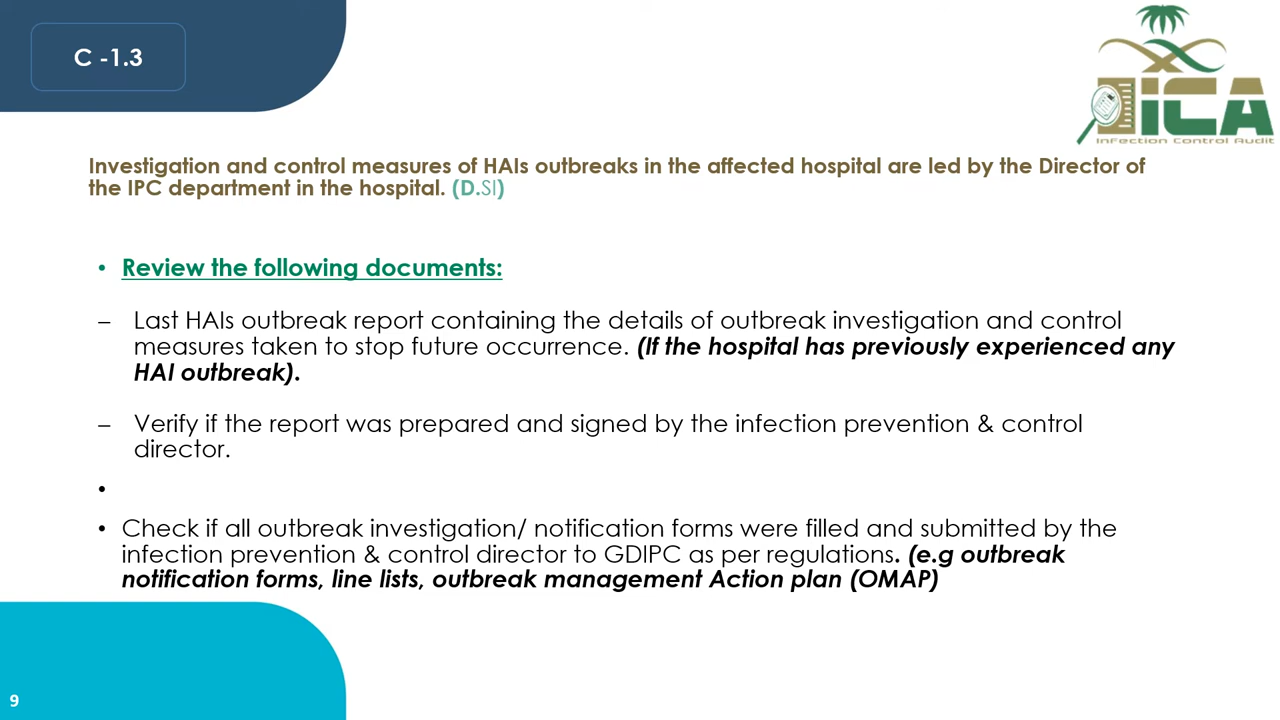 C -1.3
iCA
InFection Control Audit
Investigation and control measures of HAIs outbreaks in the affected hospital are led by the Director of
the IPC department in the hospital. (D.SI)
• Review the following documents:
– Last HAIs outbreak report containing the details of outbreak investigation and control
measures taken to stop future occurrence. (If the hospital has previously experienced any
HAI outbreak).
– Verify if the report was prepared and signed by the infection prevention & control
director.
•
• Check if all outbreak investigation/ notification forms were filled and submitted by the
infection prevention & control director to GDIPC as per regulations. (e.g outbreak
notification forms, line lists, outbreak management Action plan (OMAP)
9